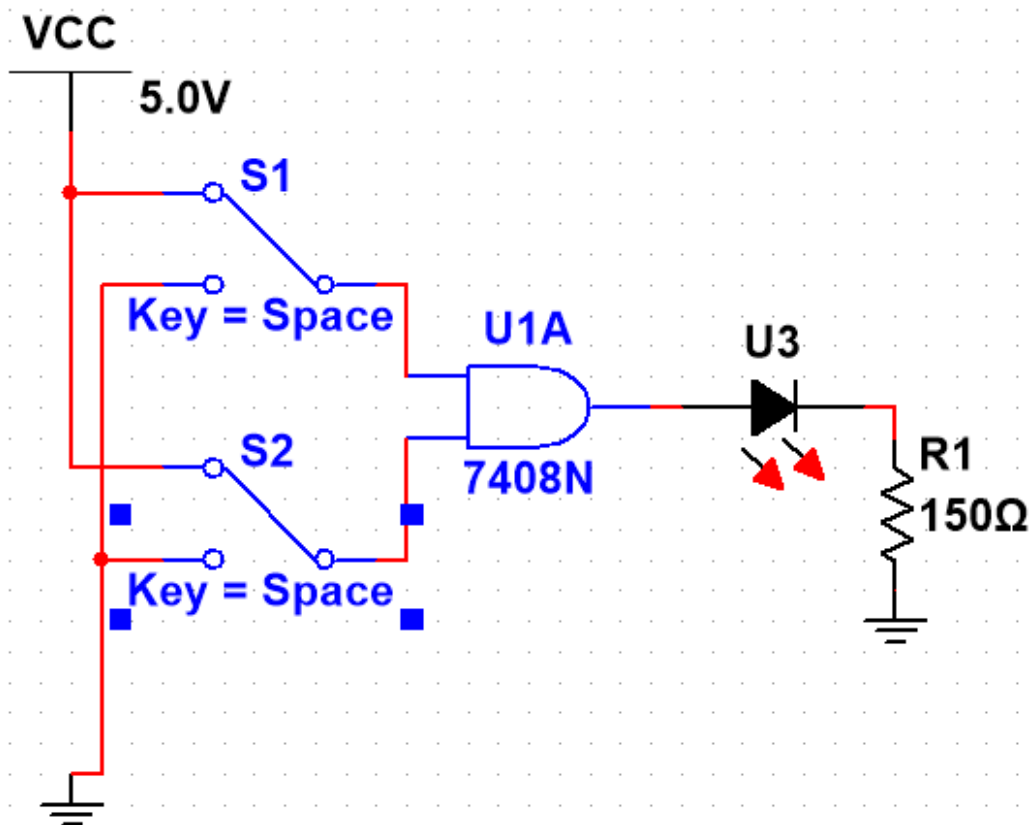 VCC
5.0V
S1
Key = Space
U1A
7408N
U3
S2
Key = Space
R1
150Ω